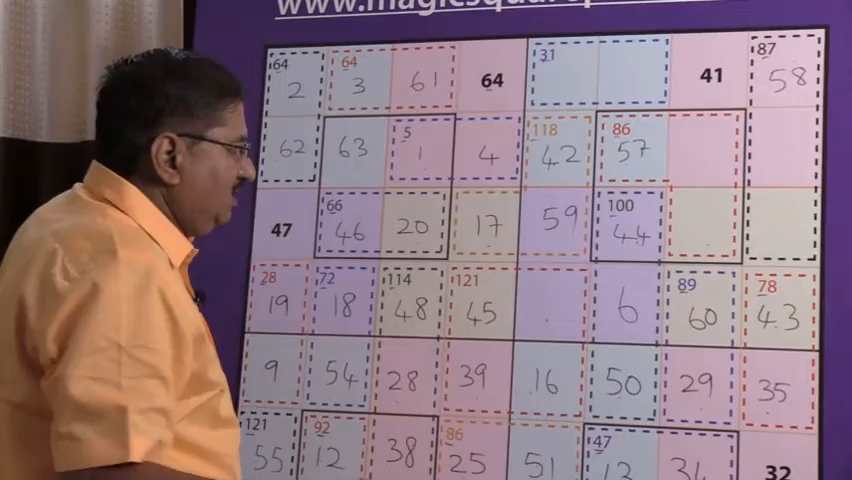 www.magicsqu
64 2 64 3 61 64 31 41 87 58
62 63 5 1 4 118 42 86 57
47 66 46 20 17 59 100 44
28 19 72 18 114 48 121 45 6 89 60 78 43
9 54 28 39 16 50 29 35
121 55 92 12 38 86 25 51 47 13 34 32